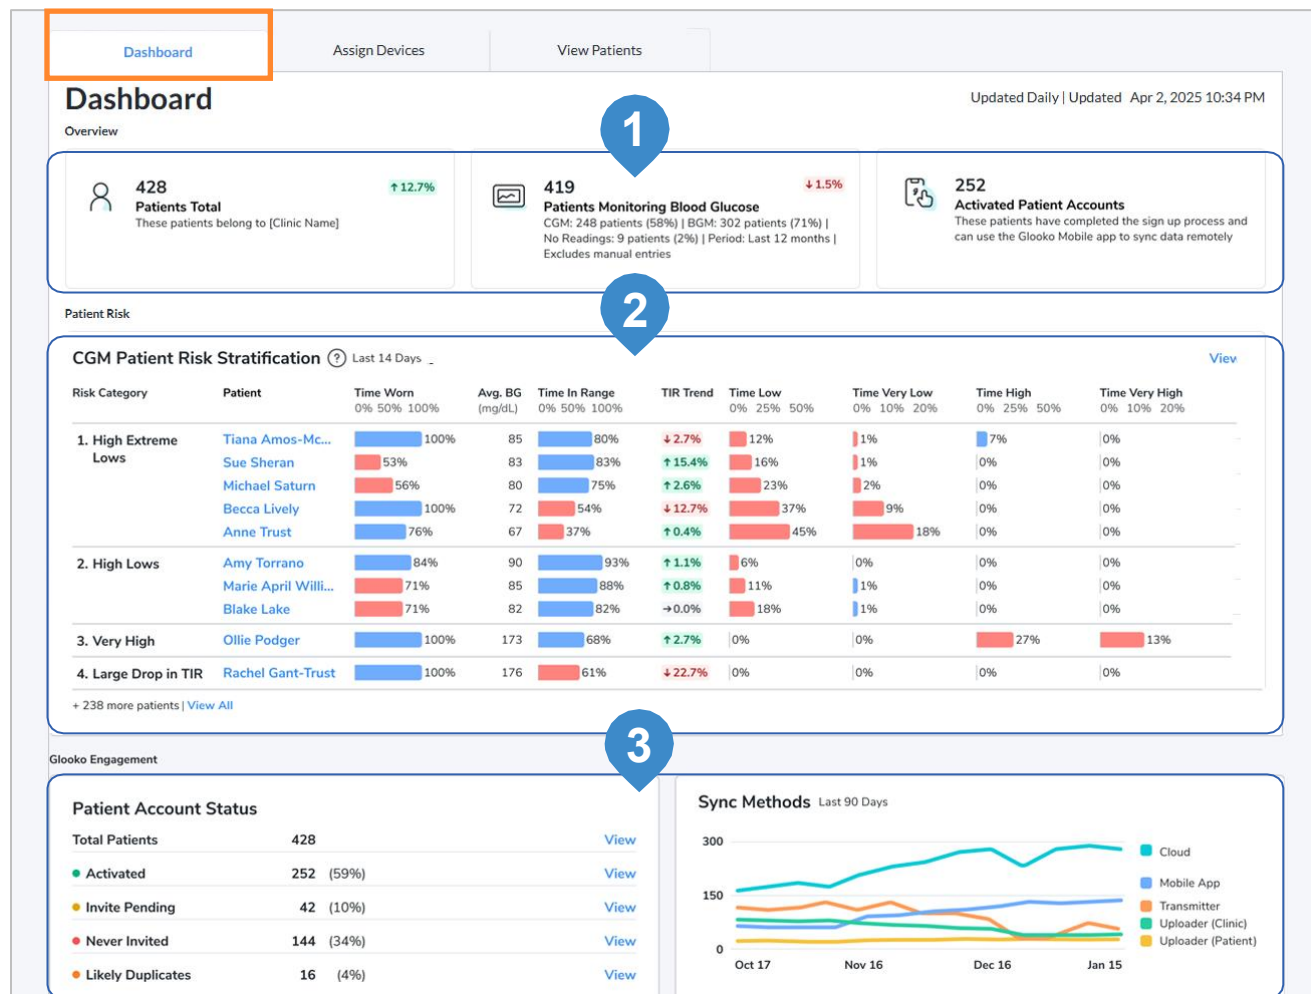 Dashboard
Assign Devices
View Patients
Dashboard
Updated Daily | Updated Apr 2, 2025 10:34 PM
Overview
1
428
↑ 12.7%
Patients Total
These patients belong to [Clinic Name]
419
↓ 1.5%
Patients Monitoring Blood Glucose
CGM: 248 patients (58%) | BGM: 302 patients (71%) |
No Readings: 9 patients (2%) | Period: Last 12 months |
Excludes manual entries
252
Activated Patient Accounts
These patients have completed the sign up process and
can use the Glooko Mobile app to sync data remotely
2
Patient Risk
CGM Patient Risk Stratification ? Last 14 Days
View
Risk Category Patient Time Worn Avg. BG Time In Range TIR Trend Time Low Time Very Low Time High Time Very High
0% 50% 100% (mg/dL) 0% 50% 100% 0% 25% 50% 0% 10% 20% 0% 25% 50% 0% 10% 20%
1. High Extreme Lows
Tiana Amos-Mc... 100% 85 80% ↓ 2.7% 12% 1% 7% 0%
Sue Sheran 53% 83 83% ↑ 15.4% 16% 1% 0% 0%
Michael Saturn 56% 80 75% ↑ 2.6% 23% 2% 0% 0%
Becca Lively 100% 72 54% ↓ 12.7% 37% 9% 0% 0%
Anne Trust 76% 67 37% ↑ 0.4% 45% 18% 0% 0%
2. High Lows Amy Torrano 84% 90 93% ↑ 1.1% 6% 0% 0% 0%
Marie April Willi... 71% 85 88% ↑ 0.8% 11% 1% 0% 0%
Blake Lake 71% 82 82% → 0.0% 18% 1% 0% 0%
3. Very High Ollie Podger 100% 173 68% ↑ 2.7% 0% 0% 27% 13%
4. Large Drop in TIR Rachel Gant-Trust 100% 176 61% ↓ 22.7% 0% 0% 0% 0%
+ 238 more patients | View All
3
Glooko Engagement
Patient Account Status
Total Patients 428 View
Activated 252 (59%) View
Invite Pending 42 (10%) View
Never Invited 144 (34%) View
Likely Duplicates 16 (4%) View
Sync Methods Last 90 Days
300
150
0
Oct 17 Nov 16 Dec 16 Jan 15
Cloud
Mobile App
Transmitter
Uploader (Clinic)
Uploader (Patient)